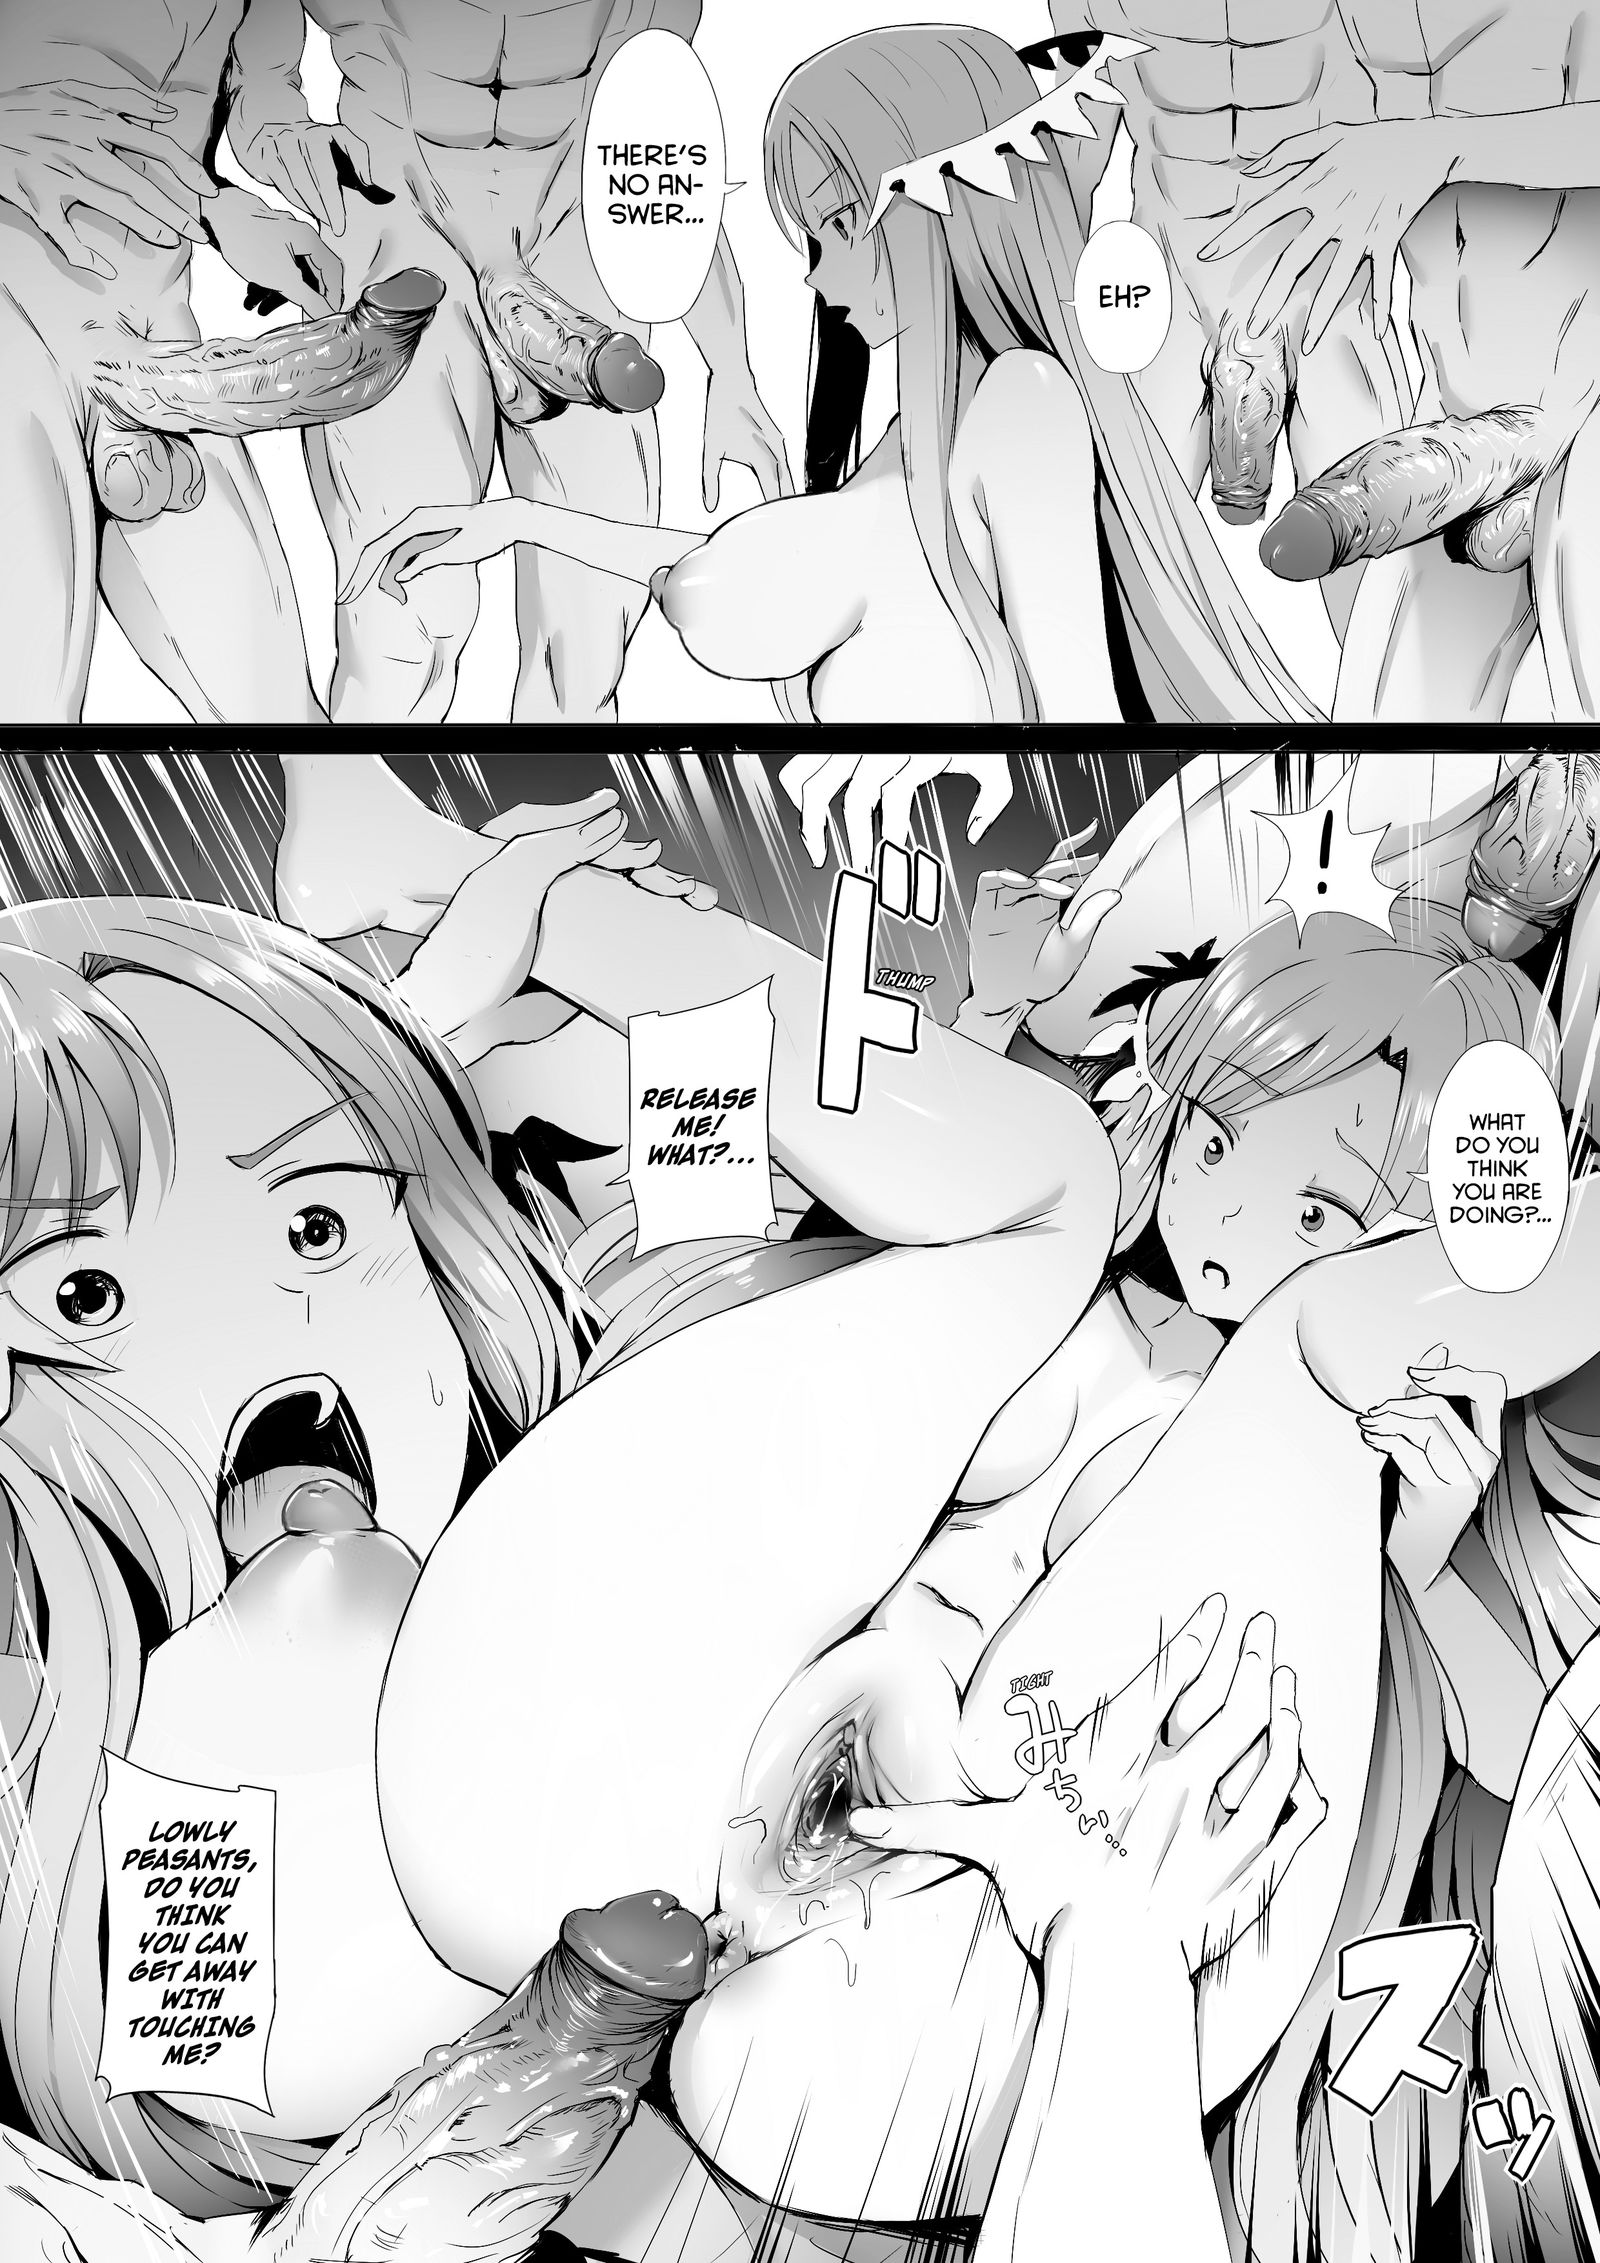 EH?
THERE'S
NO AN-
SWER...
!
WHAT
DO YOU
THINK
YOU ARE
DOING?...
ド゙
THUMP
RELEASE
ME!
WHAT?...
TIGHT
みちぃ...
LOWLY
PEASANTS,
DO YOU
THINK
YOU CAN
GET AWAY
WITH
TOUCHING
ME?
ズッ